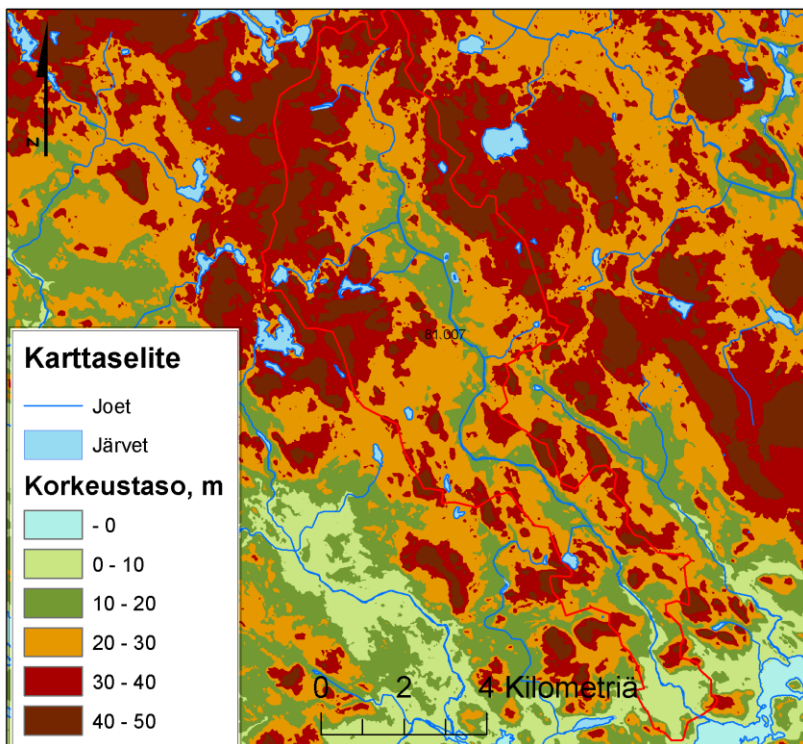 N
81.007
Karttaselite
Joet
Järvet
Korkeustaso, m
- 0
0 - 10
10 - 20
20 - 30
30 - 40
40 - 50
0 2 4 Kilometriä